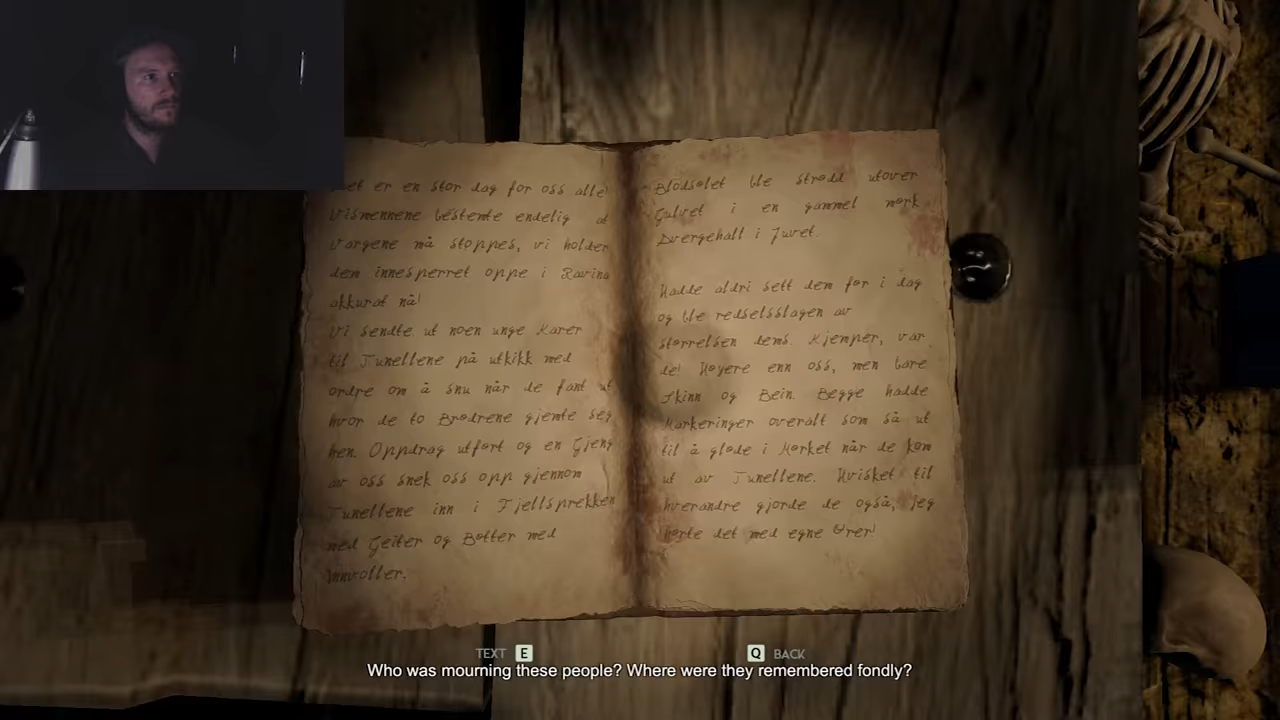 et er en stor dag for oss alle!
Vismennene bestemte endelig at
Vargene må stoppes, vi holder
dem innesperret oppe i Ravina
akkurat nå!
Vi sendte ut noen unge Karer
til Tunellene på utkikk med
ordre om å snu når de fant ut
hvor de to Brødrene gjemte seg
hen. Oppdrag utført og en Gjeng
av oss snek oss opp gjennom
Tunellene inn i Fjellsprekken
med Geiter og Bøtter med
Innvoller.
Blodsølet ble strødd utover
Gulvet i en gammel mørk
Dvergehall i Juvet.
Hadde aldri sett dem før i dag
og ble redselsslagen av
størrelsen dems. Kjemper, var
de! Høyere enn oss, men bare
Skinn og Bein. Begge hadde
Markeringer overalt som så ut
til å gløde i Mørket når de kom
ut av Tunellene. Hvisket til
hverandre gjorde de også, jeg
hørte det med egne Ører!
TEXT E
Q BACK
Who was mourning these people? Where were they remembered fondly?